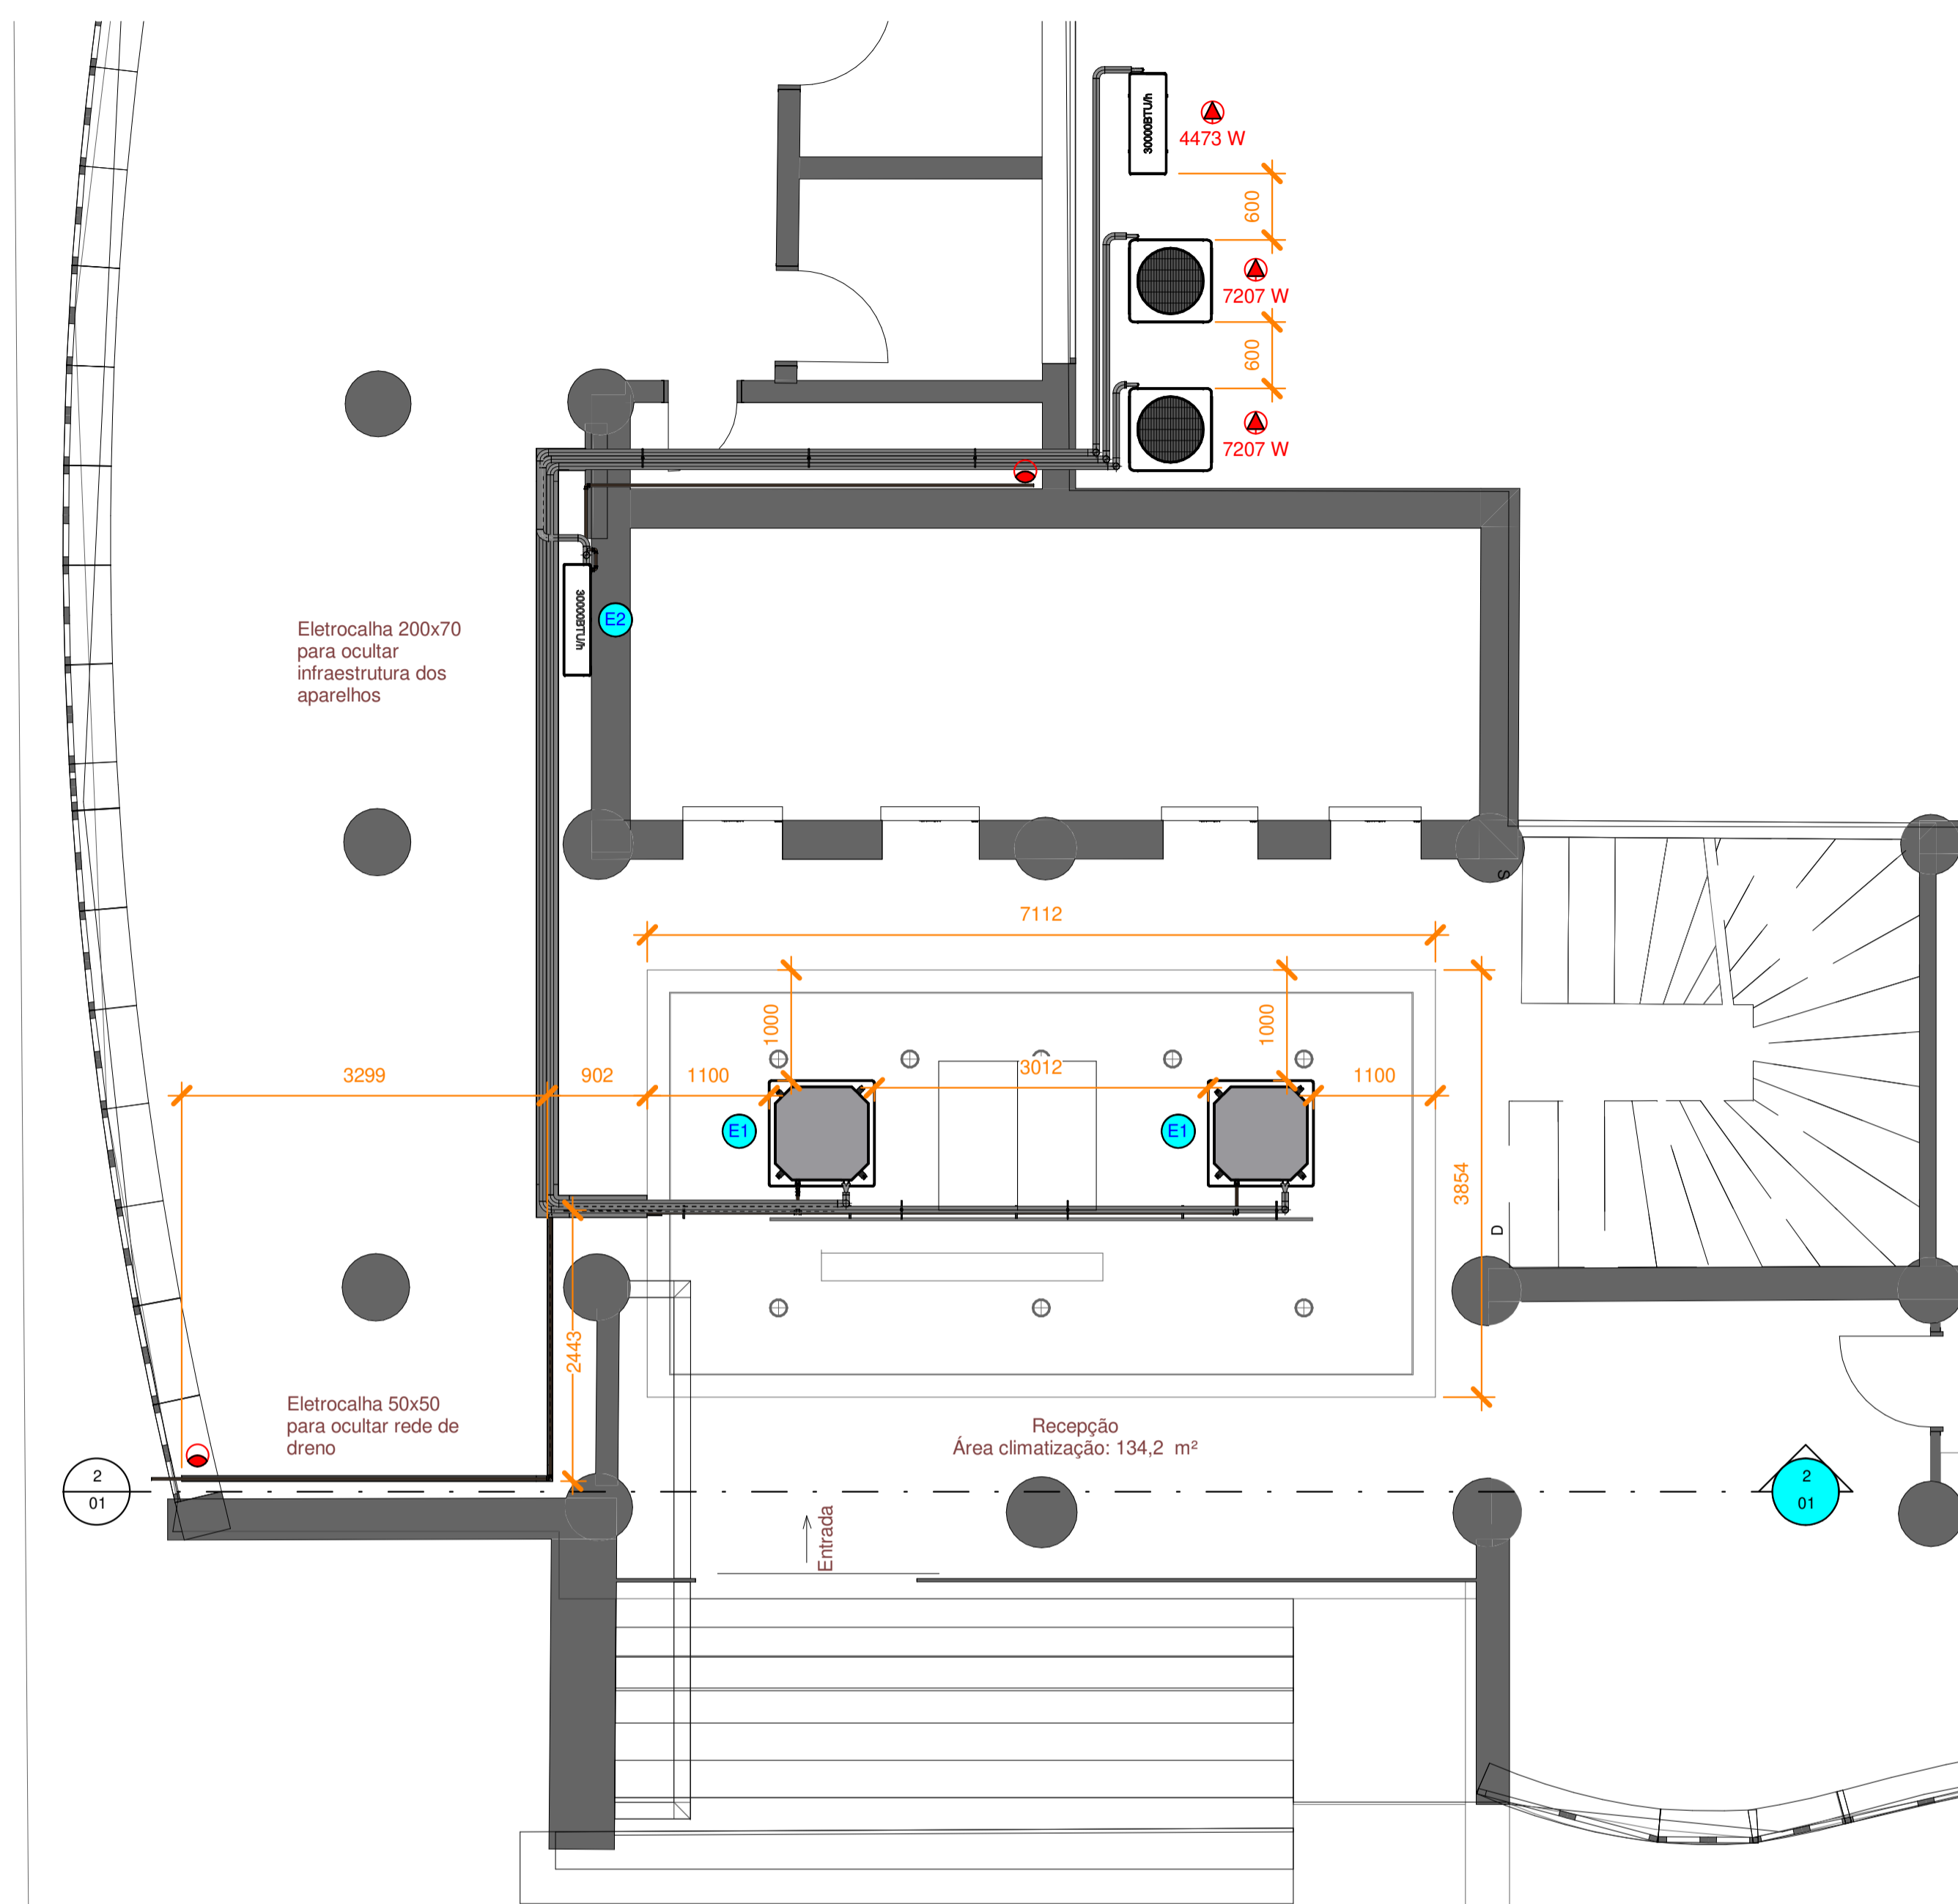 30000BTU/h
4473 W
600
7207 W
600
7207 W
30000BTU/h
E2
Eletrocalha 200x70
para ocultar
infraestrutura dos
aparelhos
S
7112
1000
1000
3299
902
1100
3012
1100
E1
E1
3854
D
2443
Eletrocalha 50x50
para ocultar rede de
dreno
Recepção
Área climatização: 134,2 m²
2
01
2
01
Entrada